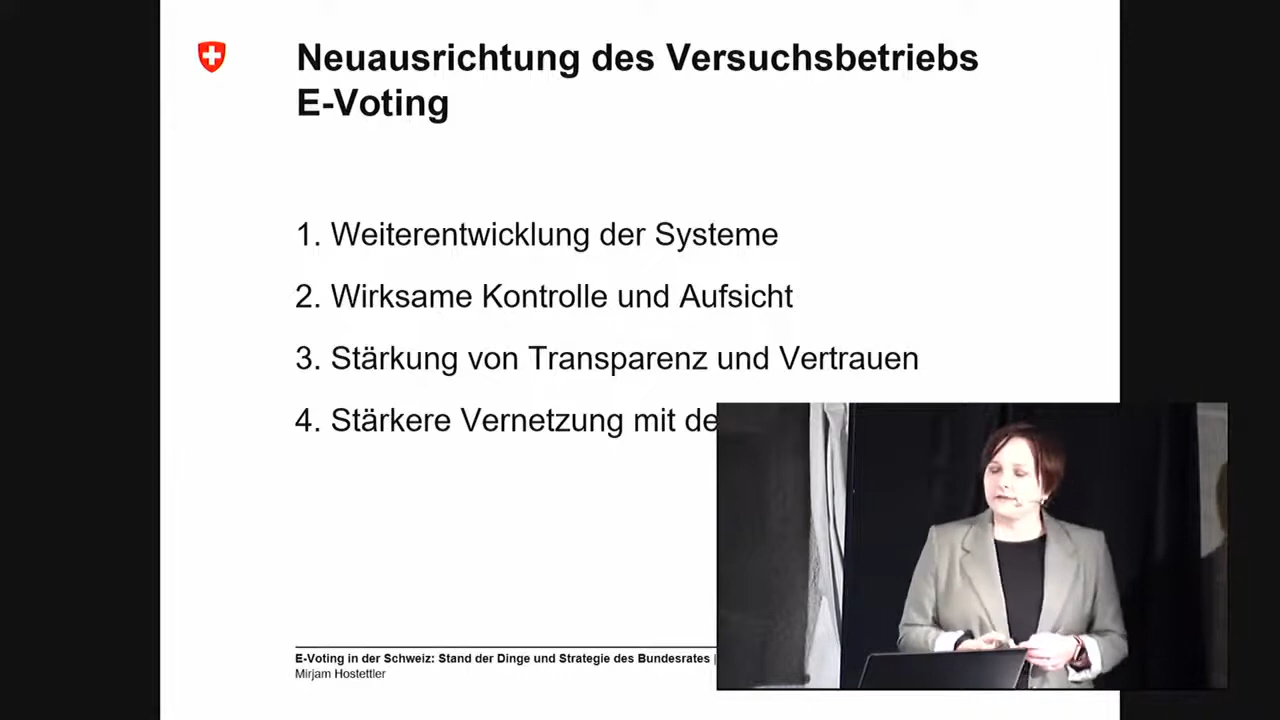 Neuausrichtung des Versuchsbetriebs
E-Voting
1. Weiterentwicklung der Systeme
2. Wirksame Kontrolle und Aufsicht
3. Stärkung von Transparenz und Vertrauen
4. Stärkere Vernetzung mit
E-Voting in der Schweiz: Stand der Dinge und Strategie des Bundesrates |
Mirjam Hostettler